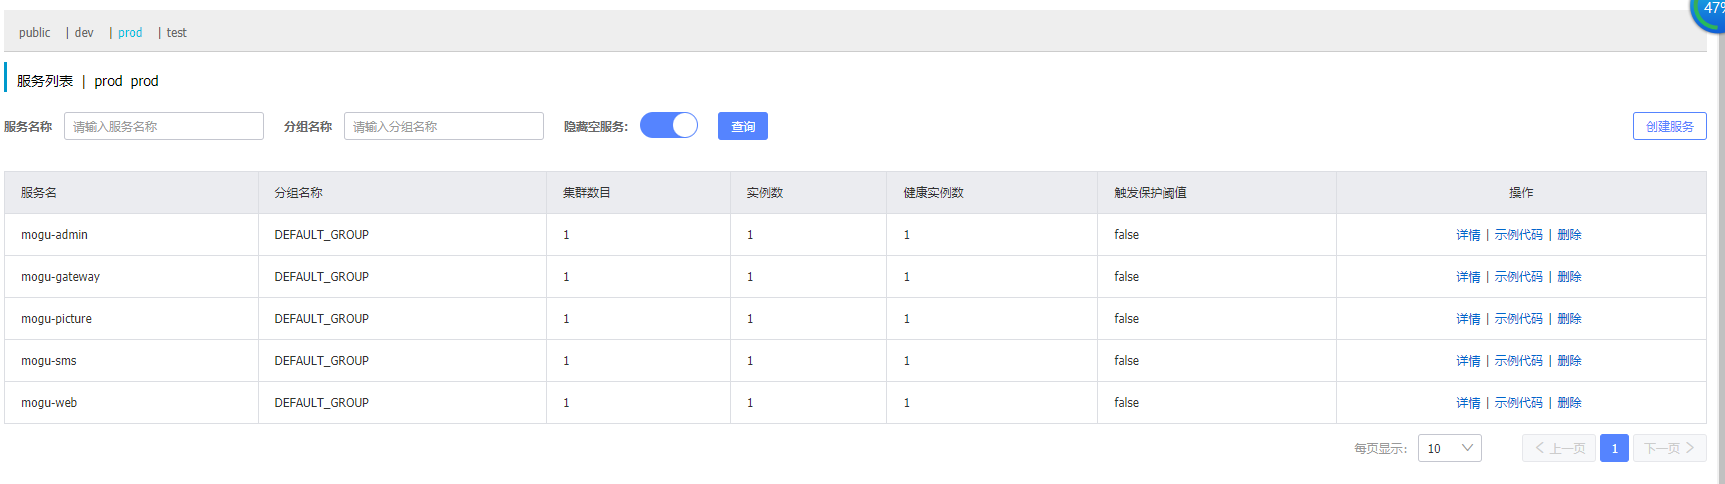 47%
public | dev | prod | test
服务列表 | prod prod
服务名称 请输入服务名称 分组名称 请输入分组名称 隐藏空服务: 查询 创建服务
服务名 分组名称 集群数目 实例数 健康实例数 触发保护阈值 操作
mogu-admin DEFAULT_GROUP 1 1 1 false 详情 | 示例代码 | 删除
mogu-gateway DEFAULT_GROUP 1 1 1 false 详情 | 示例代码 | 删除
mogu-picture DEFAULT_GROUP 1 1 1 false 详情 | 示例代码 | 删除
mogu-sms DEFAULT_GROUP 1 1 1 false 详情 | 示例代码 | 删除
mogu-web DEFAULT_GROUP 1 1 1 false 详情 | 示例代码 | 删除
每页显示: 10 上一页 1 下一页